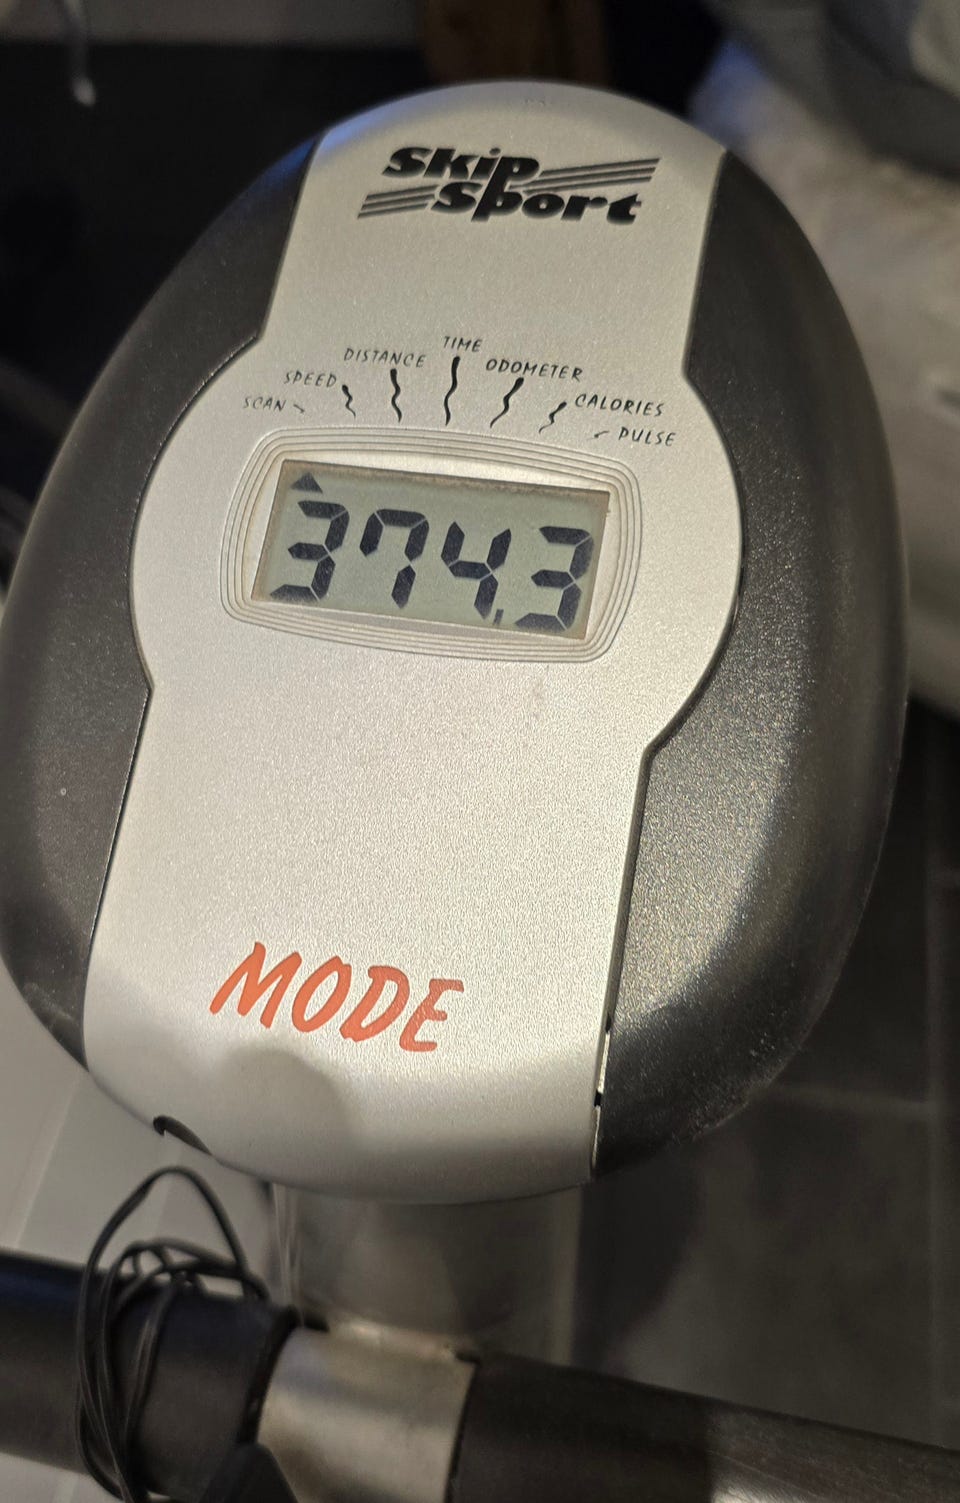 Skip
Sport
TIME
DISTANCE
ODOMETER
SPEED
CALORIES
SCAN
PULSE
374.3
MODE